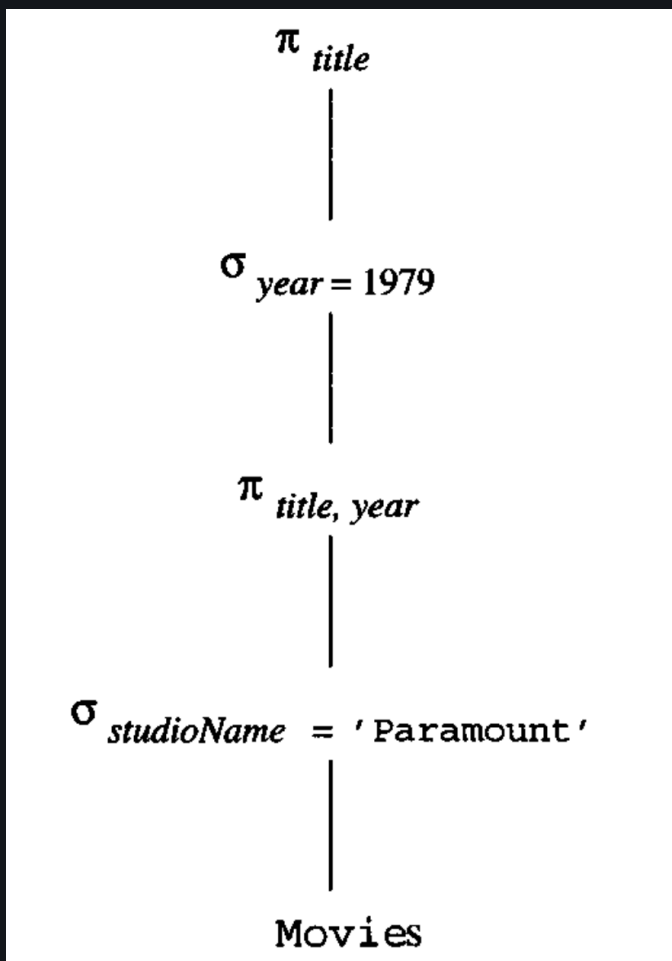 π title
σ year = 1979
π title, year
σ studioName = 'Paramount'
Movies